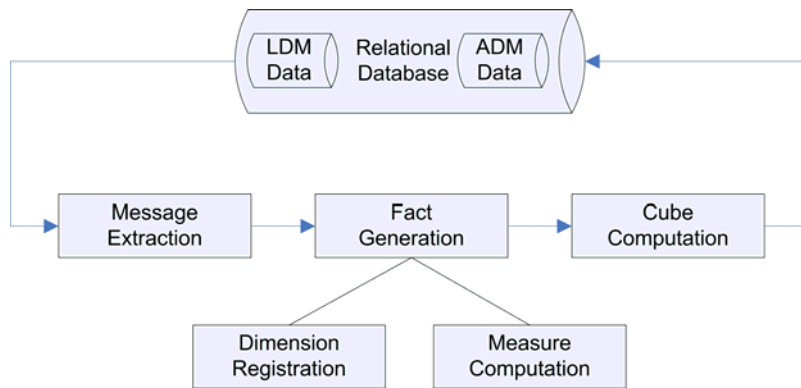 LDM
Data
Relational
Database
ADM
Data
Message
Extraction
Fact
Generation
Cube
Computation
Dimension
Registration
Measure
Computation